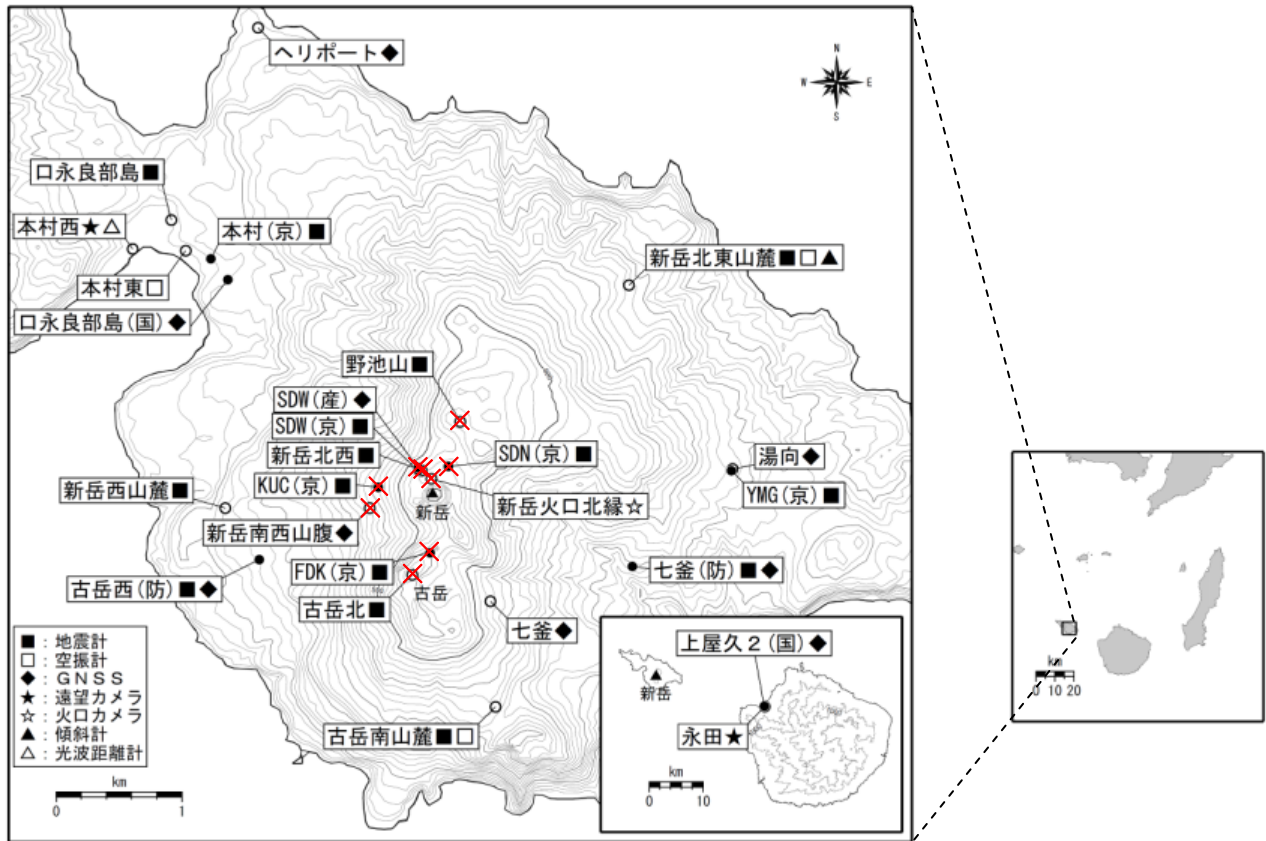 ヘリポート◆
N
W E
S
口永良部島■
本村西★△
本村(京)■
本村東□
口永良部島(国)◆
新岳北東山麓■□▲
野池山■
SDW(産)◆
SDW(京)■
新岳北西■
SDN(京)■
KUC(京)■
湯向◆
YMG(京)■
新岳西山麓■
新岳
新岳火口北縁☆
新岳南西山腹◆
FDK(京)■
古岳西(防)■◆
七釜(防)■◆
古岳北■
古岳
七釜◆
古岳南山麓■□
■：地震計
□：空振計
◆：GNSS
★：遠望カメラ
☆：火口カメラ
▲：傾斜計
△：光波距離計
km
0 1
上屋久２(国)◆
新岳
永田★
km
0 10
km
0 10 20